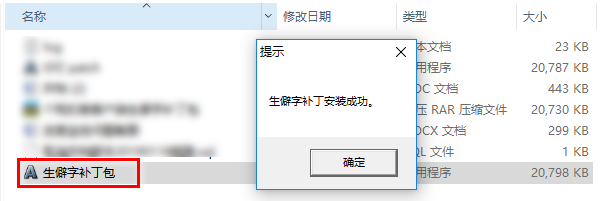 名称 修改日期 类型 大小
本文档 23 KB
用程序 20,787 KB
OC 文档 443 KB
压 RAR 压缩文件 20,730 KB
OCX 文档 299 KB
QL 文件 1 KB
生僻字补丁包 用程序 20,798 KB
提示
生僻字补丁安装成功。
确定